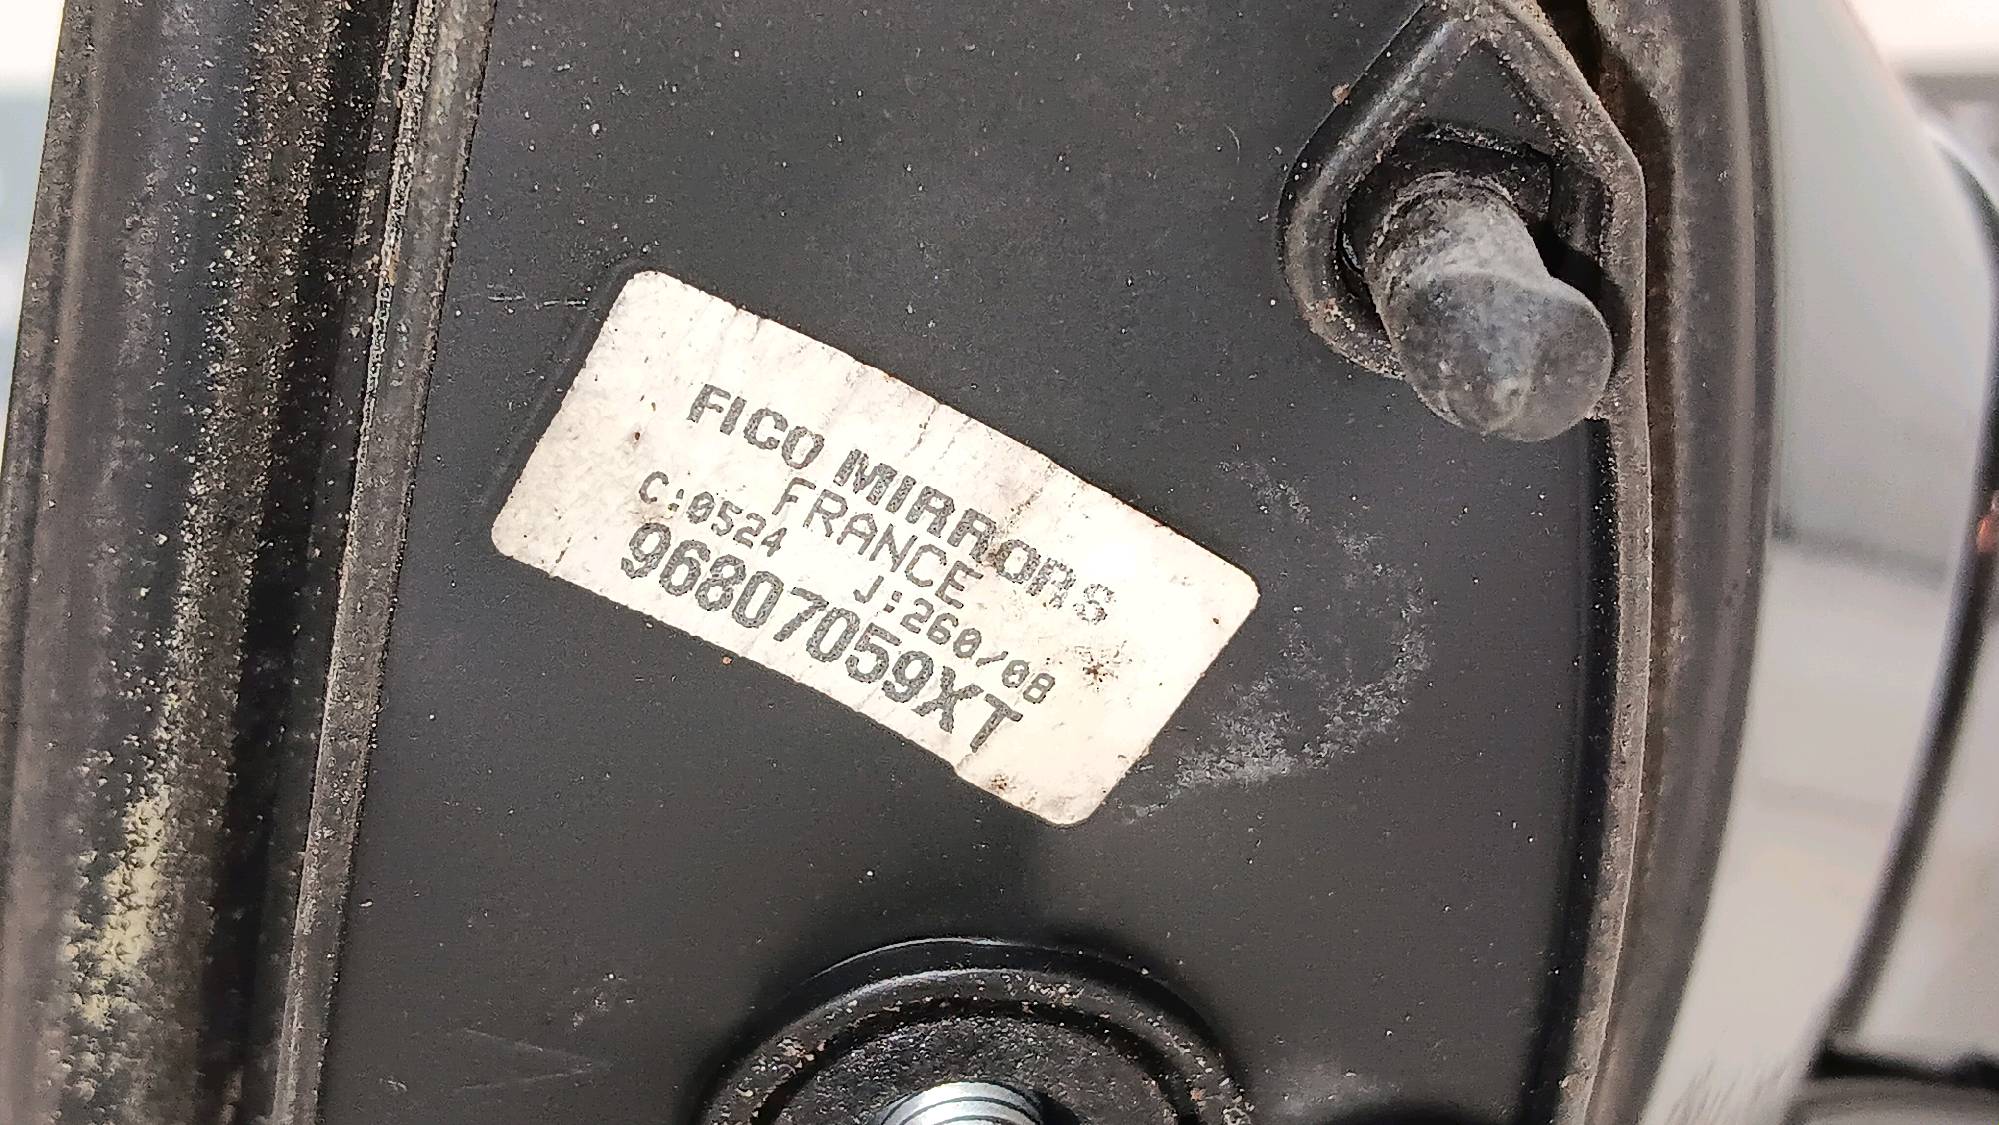 FICO MIRRORS
FRANCE
C:0524 J:260/08
96807059XT